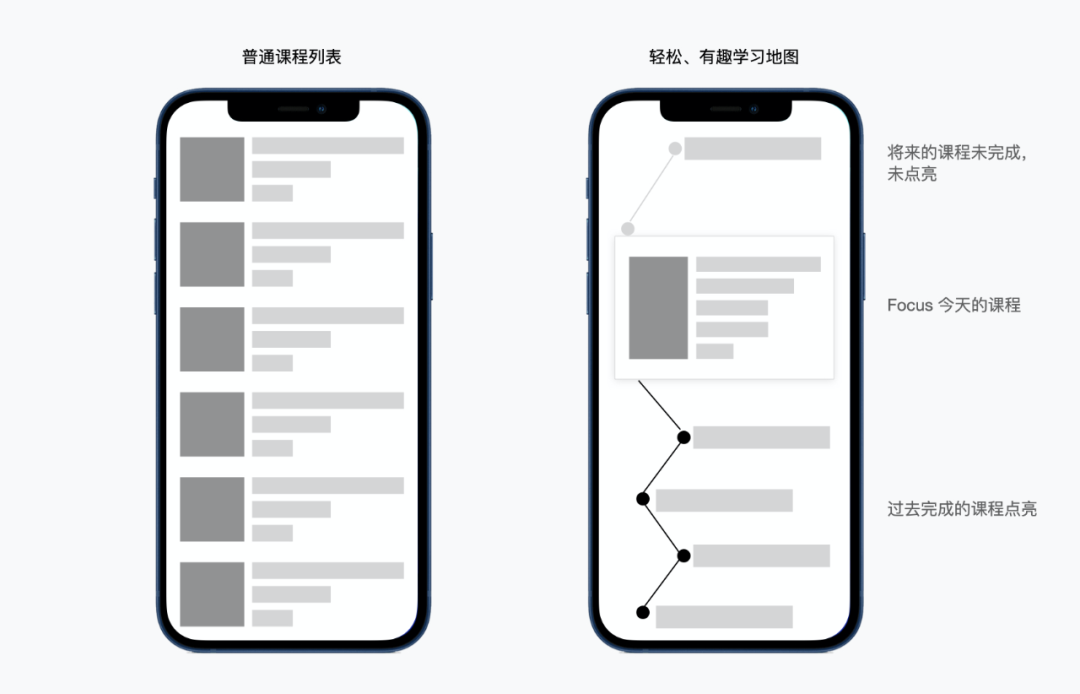 普通课程列表
轻松、有趣学习地图
将来的课程未完成，
未点亮
Focus 今天的课程
过去完成的课程点亮